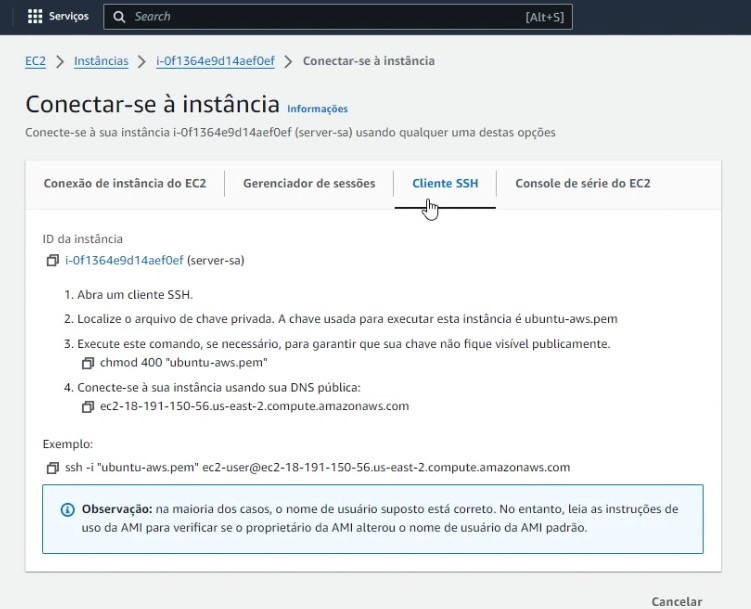 Serviços
Search
[Alt+S]
EC2 > Instâncias > i-0f1364e9d14aef0ef > Conectar-se à instância
Conectar-se à instância Informações
Conecte-se à sua instância i-0f1364e9d14aef0ef (server-sa) usando qualquer uma destas opções
Conexão de instância do EC2
Gerenciador de sessões
Cliente SSH
Console de série do EC2
ID da instância
i-0f1364e9d14aef0ef (server-sa)
1. Abra um cliente SSH.
2. Localize o arquivo de chave privada. A chave usada para executar esta instância é ubuntu-aws.pem
3. Execute este comando, se necessário, para garantir que sua chave não fique visível publicamente.
chmod 400 "ubuntu-aws.pem"
4. Conecte-se à sua instância usando sua DNS pública:
ec2-18-191-150-56.us-east-2.compute.amazonaws.com
Exemplo:
ssh -i "ubuntu-aws.pem" ec2-user@ec2-18-191-150-56.us-east-2.compute.amazonaws.com
Observação: na maioria dos casos, o nome de usuário suposto está correto. No entanto, leia as instruções de
uso da AMI para verificar se o proprietário da AMI alterou o nome de usuário da AMI padrão.
Cancelar